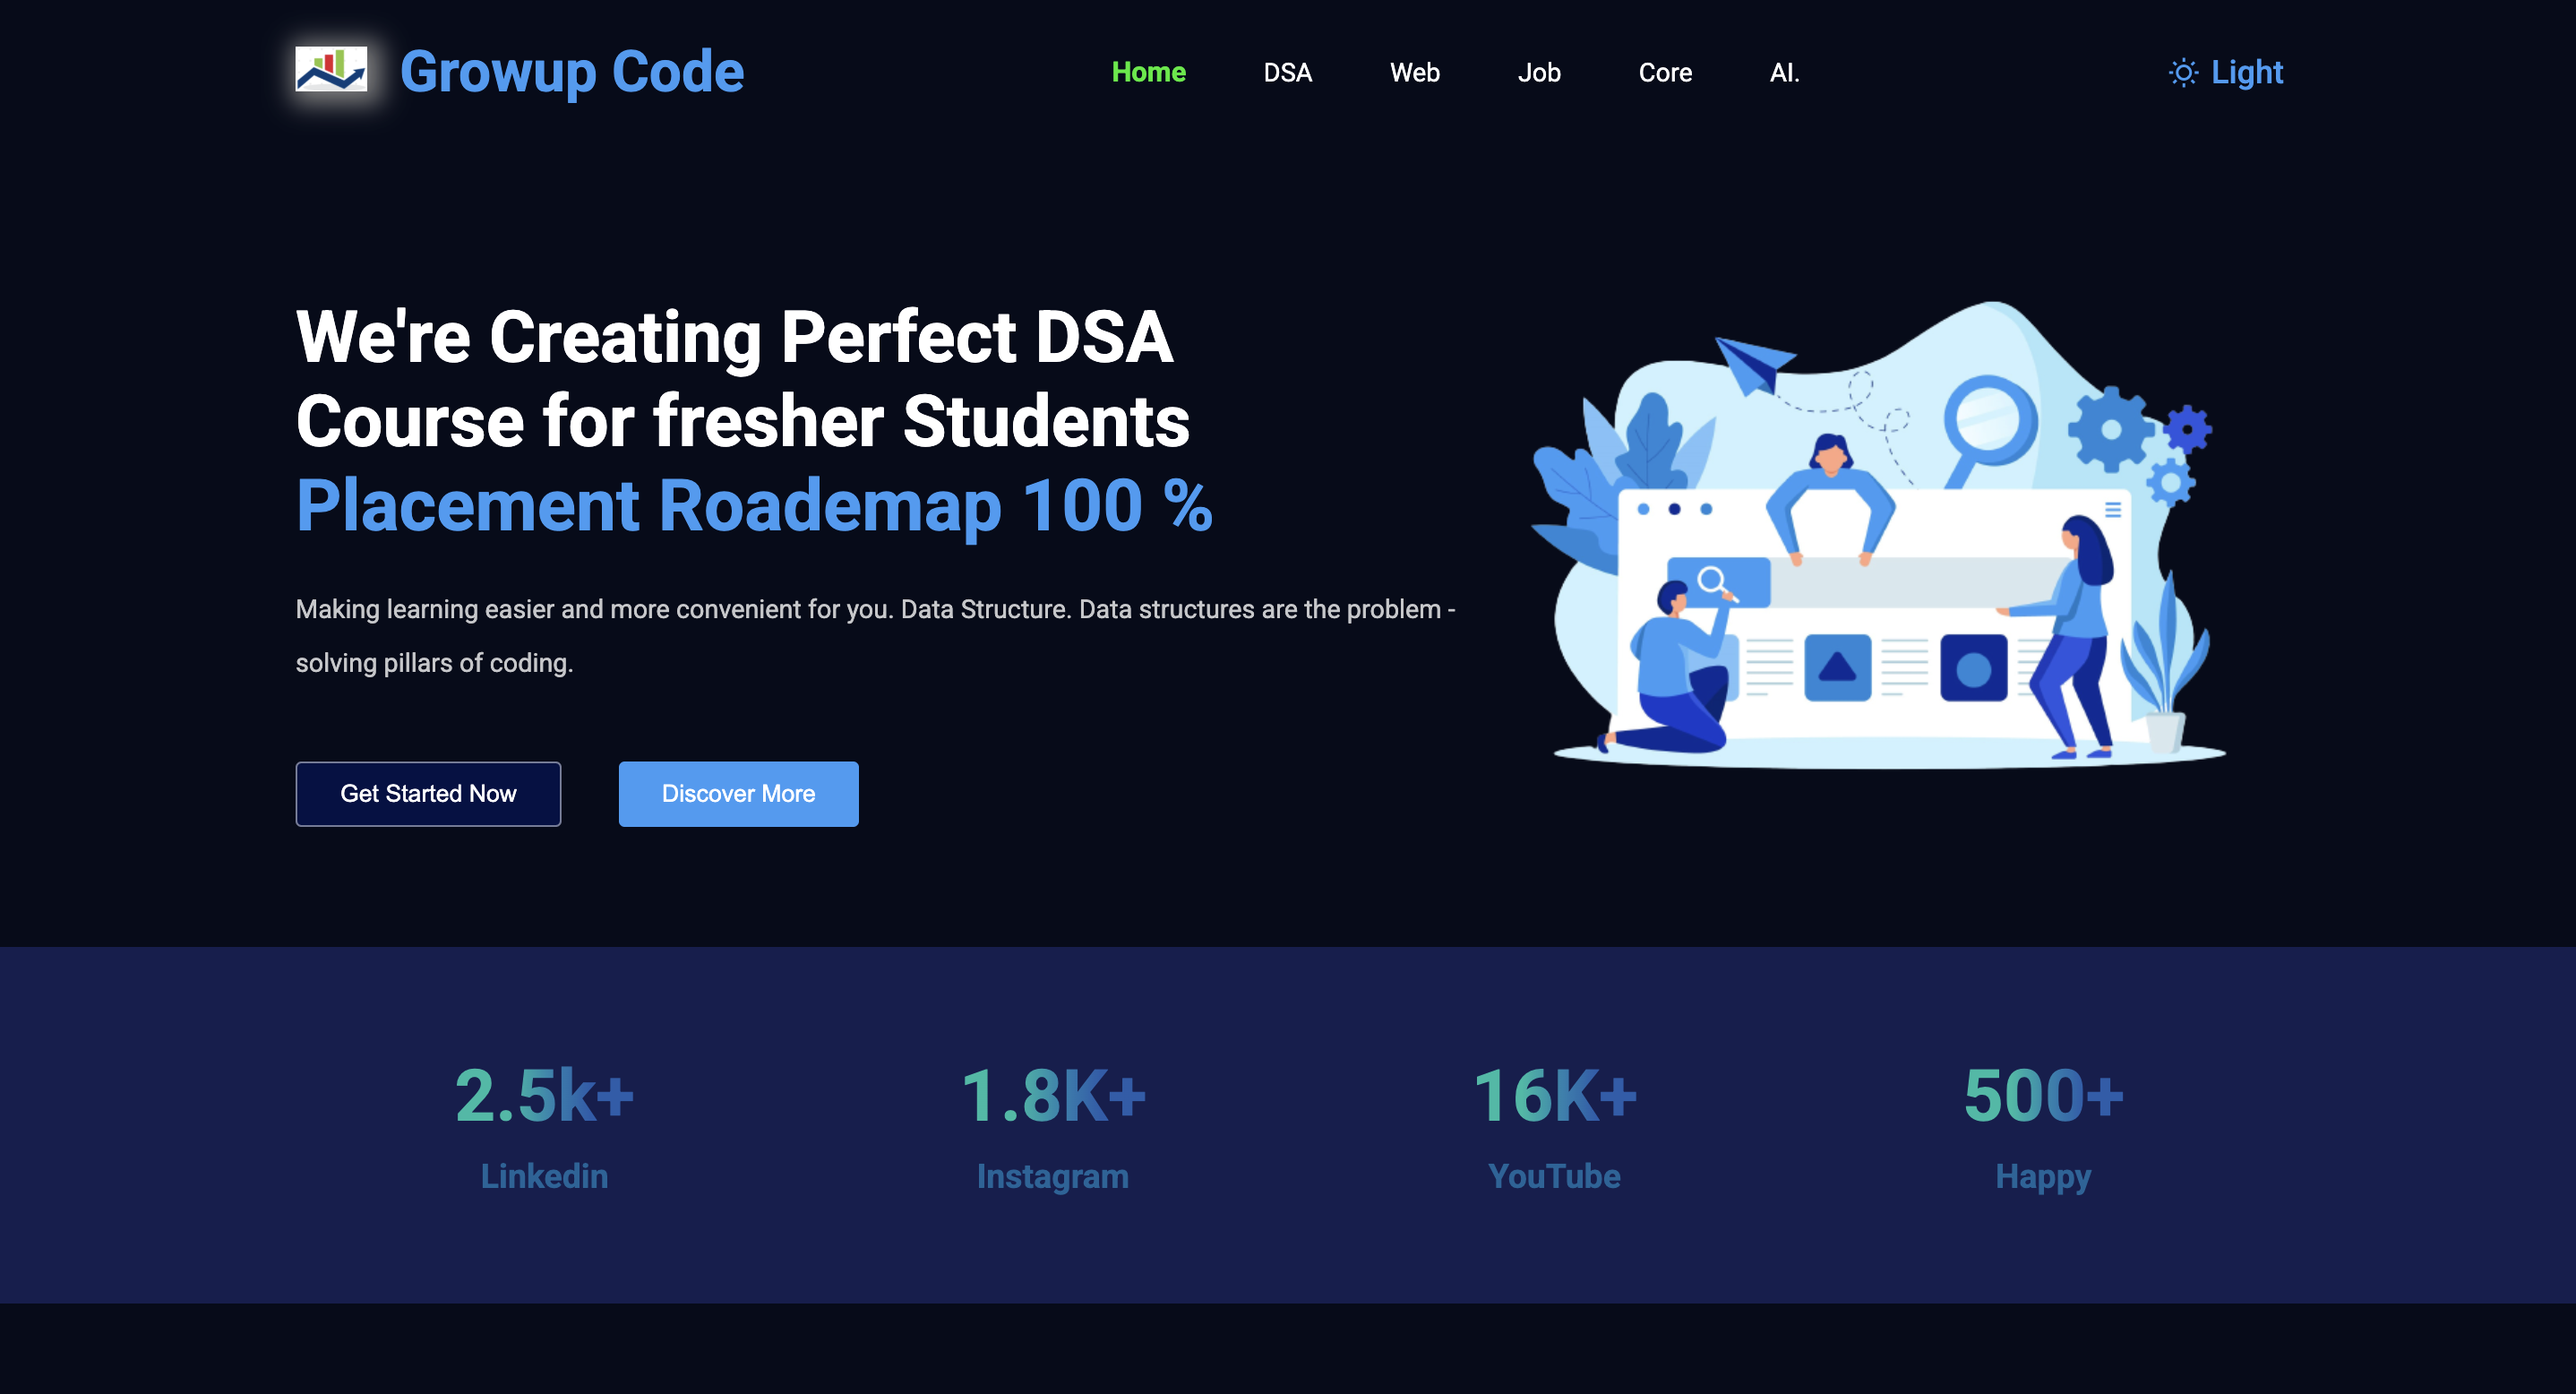 Growup Code
Home DSA Web Job Core AI.
Light
We're Creating Perfect DSA
Course for fresher Students
Placement Roademap 100 %
Making learning easier and more convenient for you. Data Structure. Data structures are the problem -
solving pillars of coding.
Get Started Now
Discover More
2.5k+
Linkedin
1.8K+
Instagram
16K+
YouTube
500+
Happy